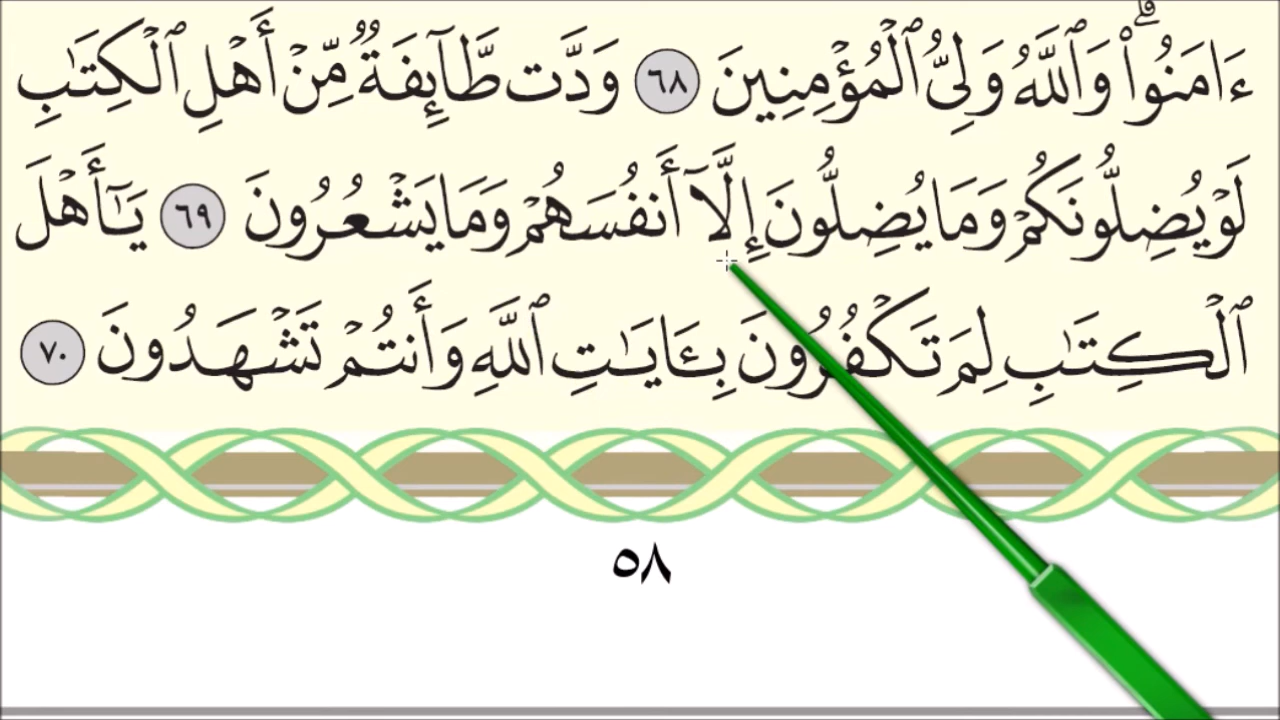 ءَامَنُوا۟ ۗ وَٱللَّهُ وَلِىُّ ٱلْمُؤْمِنِينَ ٦٨ وَدَّت طَّآئِفَةٌ مِّنْ أَهْلِ ٱلْكِتَـٰبِ
لَوْ يُضِلُّونَكُمْ وَمَا يُضِلُّونَ إِلَّآ أَنفُسَهُمْ وَمَا يَشْعُرُونَ ٦٩ يَـٰٓأَهْلَ
ٱلْكِتَـٰبِ لِمَ تَكْفُرُونَ بِـَٔايَـٰتِ ٱللَّهِ وَأَنتُمْ تَشْهَدُونَ ٧٠
٥٨